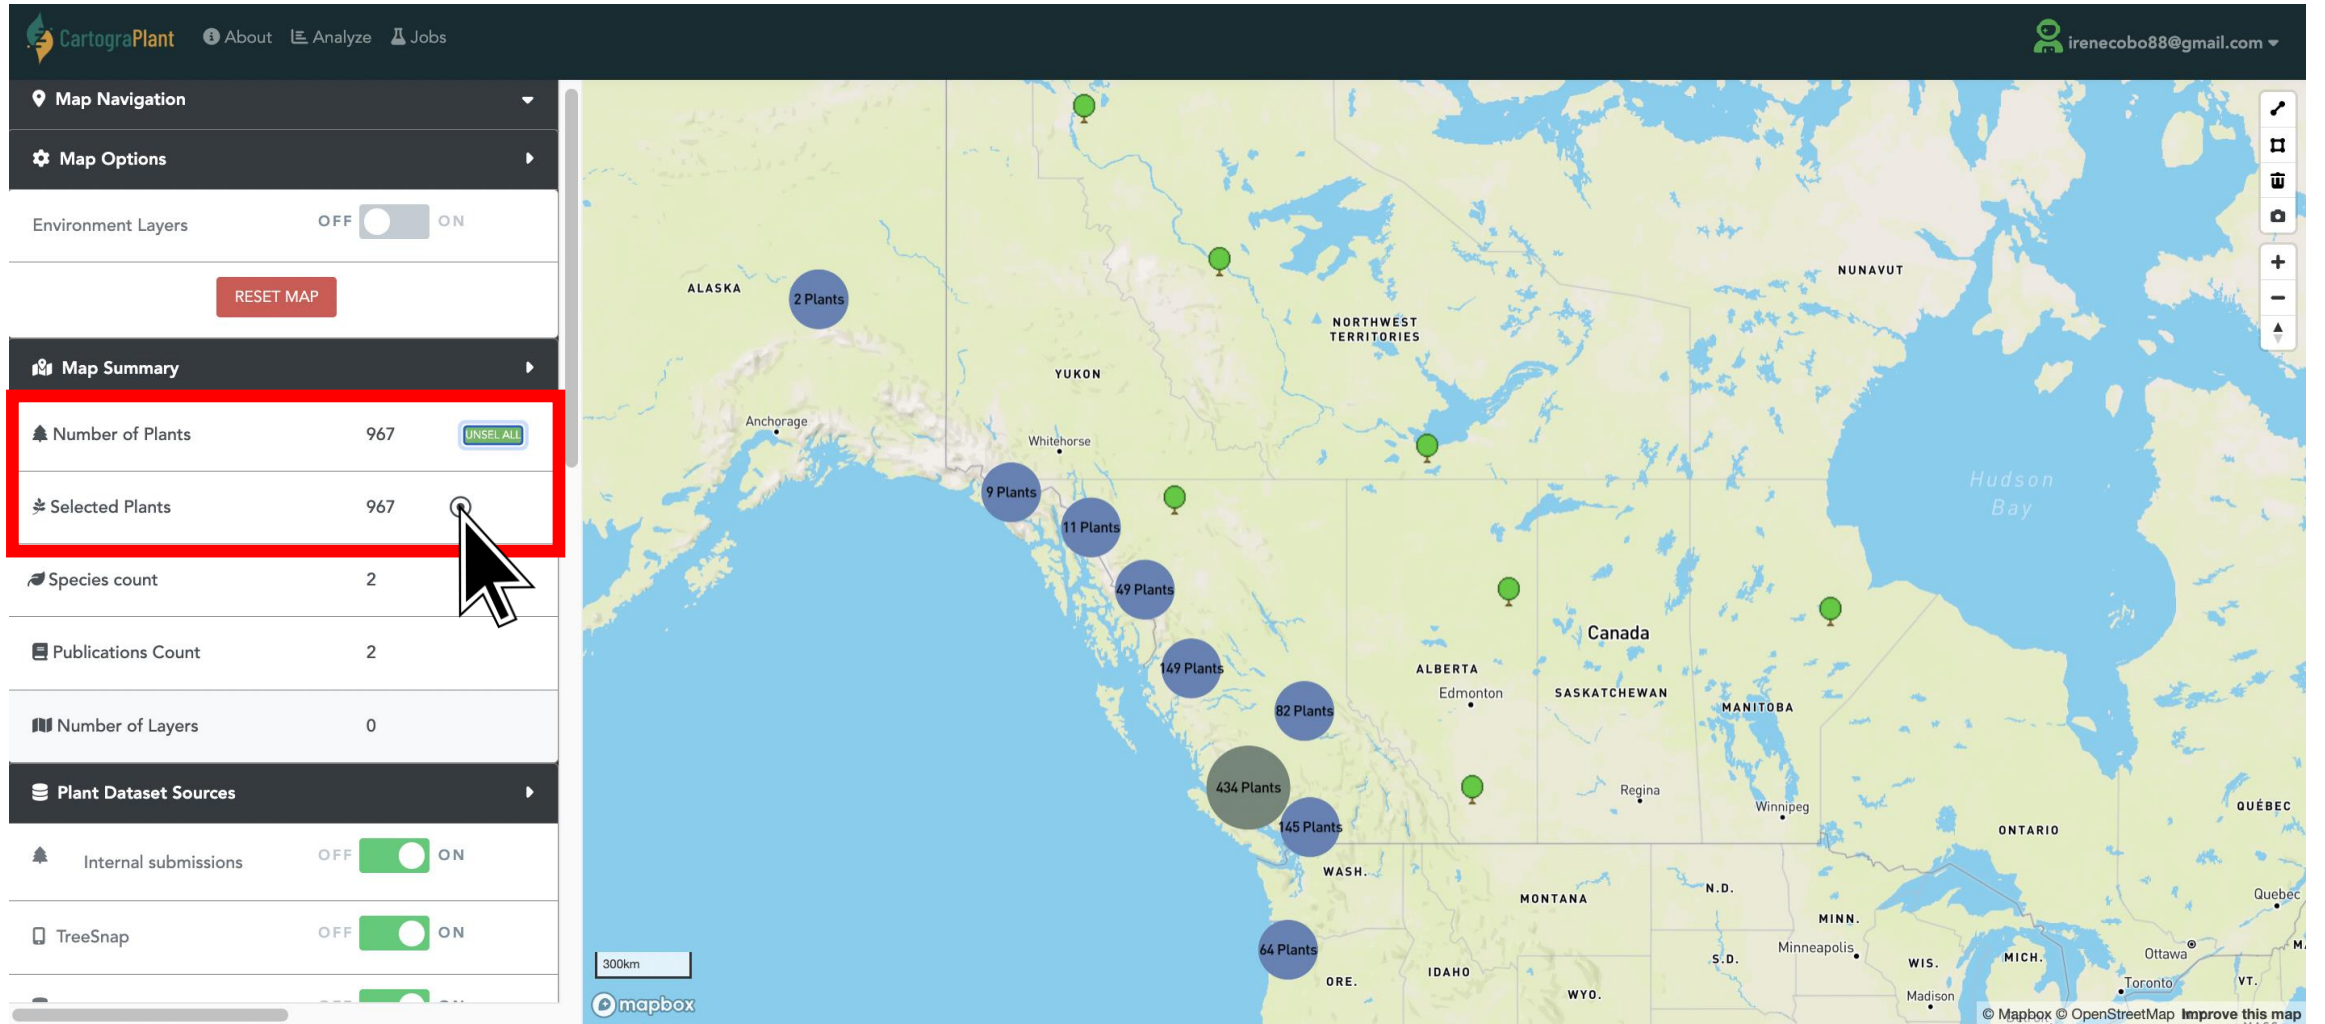 CartograPlant About Analyze Jobs irenecobo88@gmail.com
Map Navigation
Map Options
Environment Layers OFF ON
RESET MAP
Map Summary
Number of Plants 967 UNSEL ALL
Selected Plants 967
Species count 2
Publications Count 2
Number of Layers 0
Plant Dataset Sources
Internal submissions OFF ON
TreeSnap OFF ON
NUNAVUT
ALASKA
2 Plants
NORTHWEST
TERRITORIES
YUKON
Anchorage
Whitehorse
Hudson
Bay
9 Plants
11 Plants
49 Plants
Canada
149 Plants
ALBERTA
Edmonton
SASKATCHEWAN
MANITOBA
82 Plants
434 Plants
Regina
Winnipeg
QUÉBEC
145 Plants
ONTARIO
WASH.
MONTANA
N.D.
Quebec
MINN.
64 Plants
Minneapolis
Ottawa
S.D.
WIS.
MICH.
300km
IDAHO
ORE.
Toronto
VT.
WYO.
Madison
mapbox
© Mapbox © OpenStreetMap Improve this map